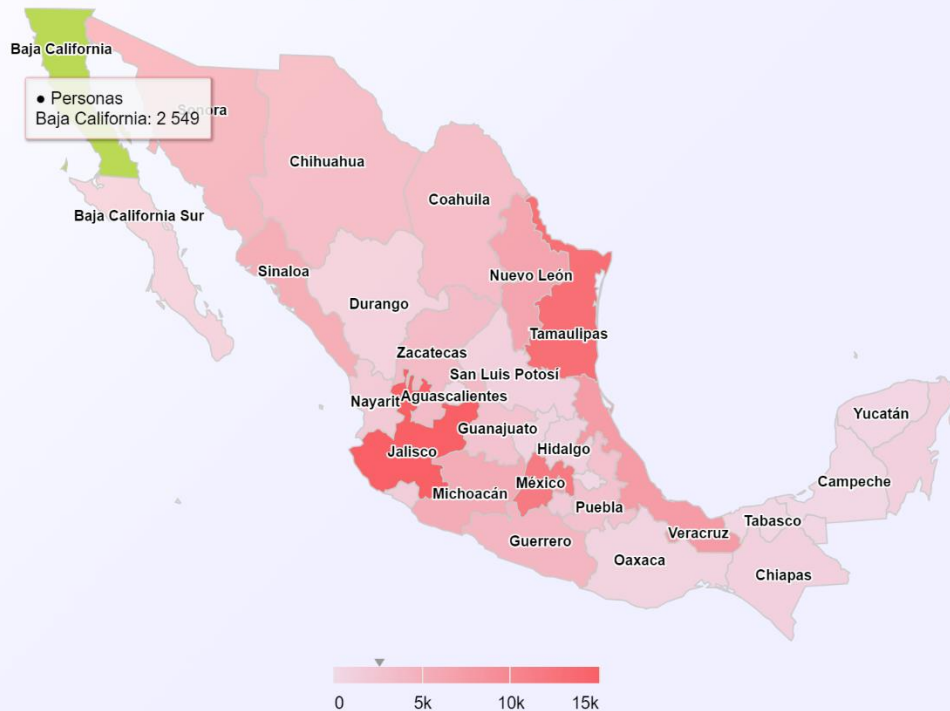 Baja California
● Personas
Baja California: 2 549
Sonora
Chihuahua
Coahuila
Baja California Sur
Sinaloa
Nuevo León
Durango
Tamaulipas
Zacatecas
San Luis Potosí
Aguascalientes
Nayarit
Guanajuato
Hidalgo
Jalisco
Yucatán
México
Michoacán
Campeche
Puebla
Tabasco
Veracruz
Guerrero
Oaxaca
Chiapas
0 5k 10k 15k